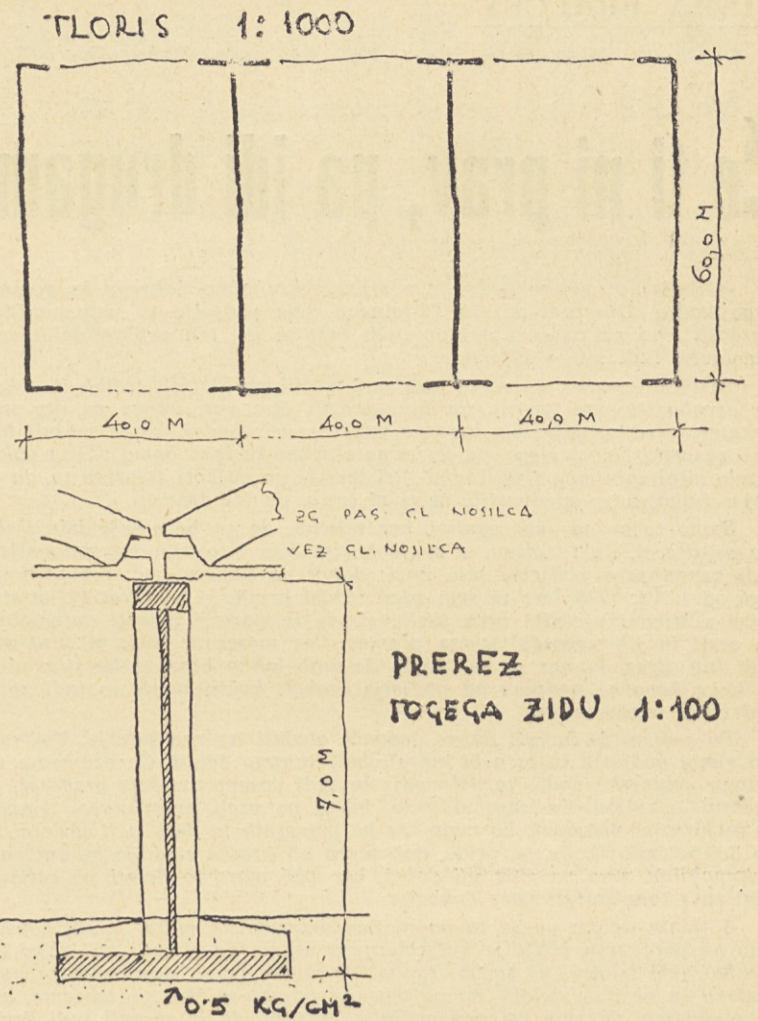 TLORIS 1:1000
60,0 M
40,0 M 40,0 M 40,0 M
ZG PAS GL NOSILCA
VEZ GL. NOSILCA
PREREZ
TOGEGA ZIDU 1:100
7,0 M
0.5 KG/CM²